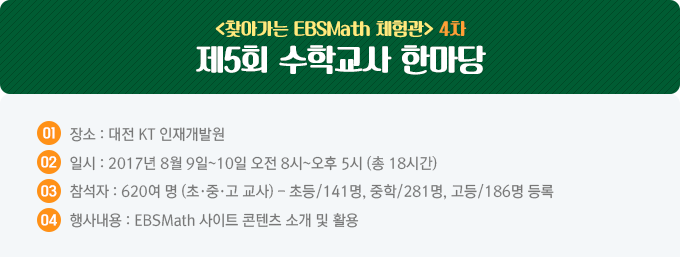 <찾아가는 EBSMath 체험관> 4차
제5회 수학교사 한마당
01 장소 : 대전 KT 인재개발원
02 일시 : 2017년 8월 9일~10일 오전 8시~오후 5시 (총 18시간)
03 참석자 : 620여 명 (초·중·고 교사) - 초등/141명, 중학/281명, 고등/186명 등록
04 행사내용 : EBSMath 사이트 콘텐츠 소개 및 활용